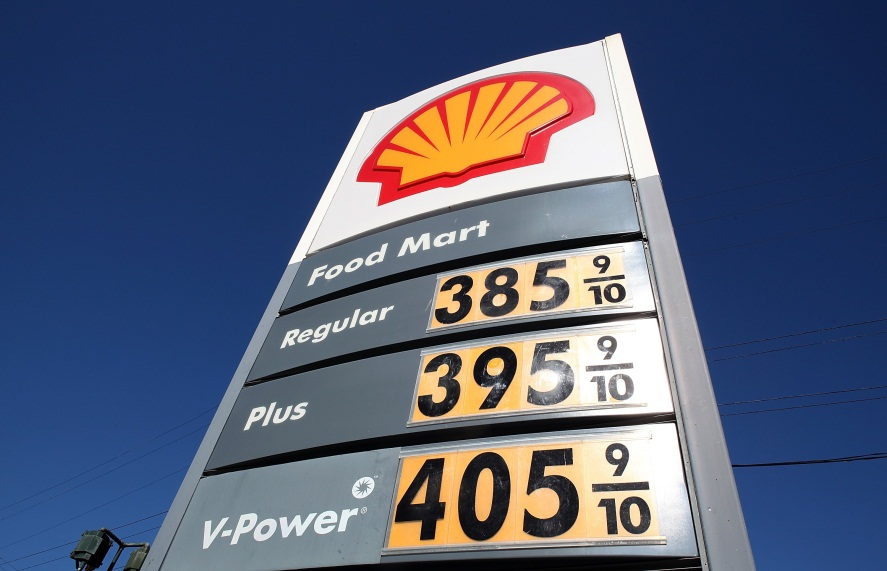 Food Mart
Regular 385 9/10
Plus 395 9/10
V-Power® 405 9/10